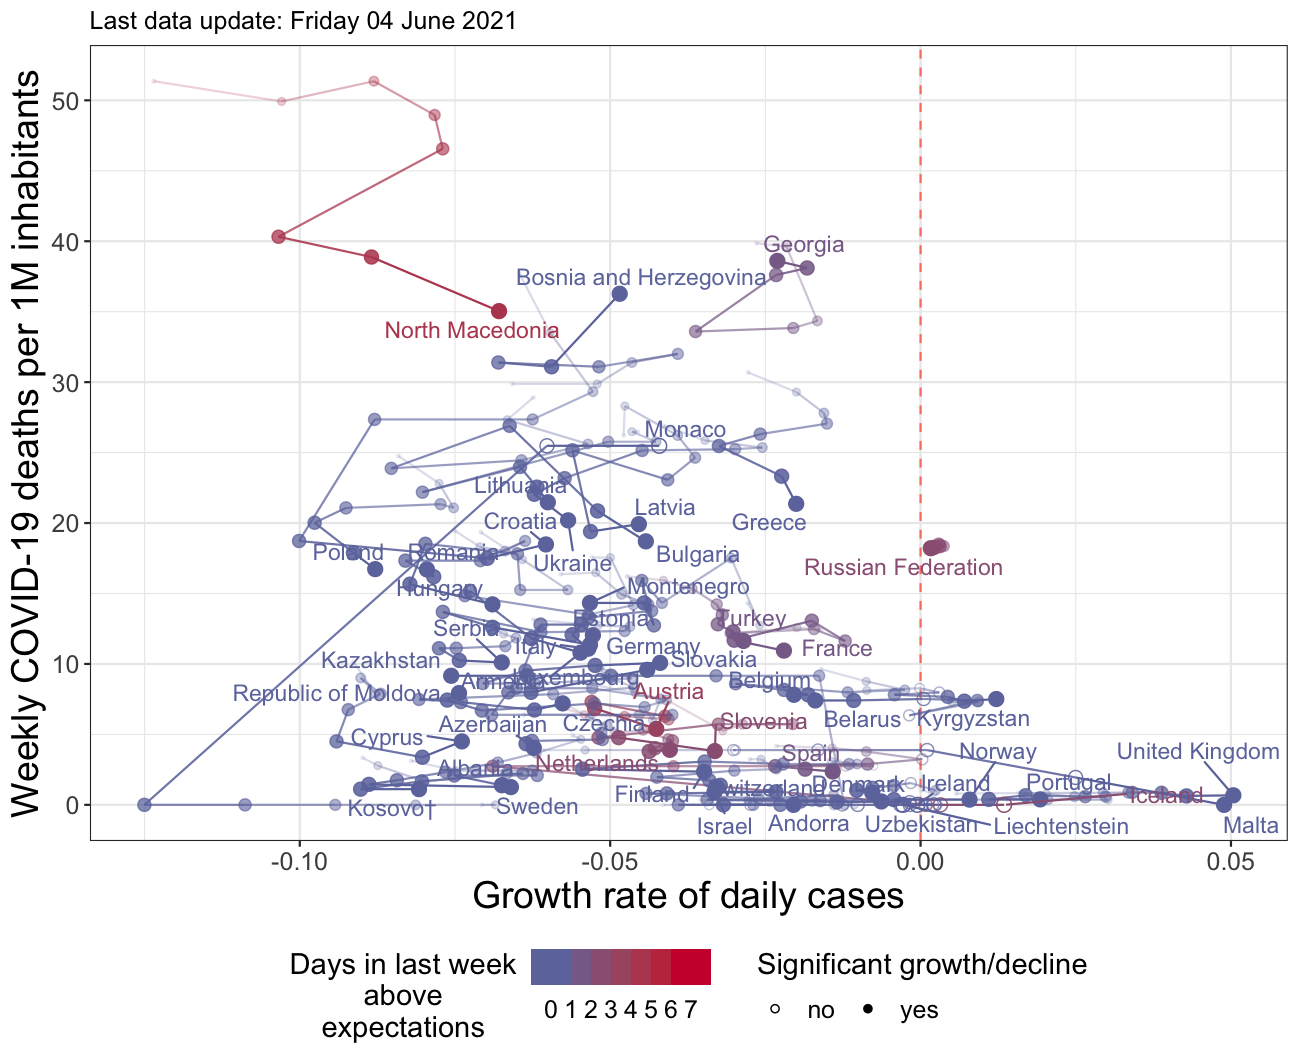 Last data update: Friday 04 June 2021
Weekly COVID-19 deaths per 1M inhabitants
50
40
30
20
10
0
Georgia
Bosnia and Herzegovina
North Macedonia
Monaco
Lithuania
Latvia
Croatia
Greece
Poland
Romania
Ukraine
Bulgaria
Russian Federation
Hungary
Montenegro
Estonia
Turkey
Serbia
Italy
Germany
France
Kazakhstan
Slovakia
Republic of Moldova
Armenia
Luxembourg
Belgium
Austria
Azerbaijan
Czechia
Slovenia
Belarus
Kyrgyzstan
Cyprus
Norway
United Kingdom
Albania
Netherlands
Spain
Finland
Switzerland
Denmark
Ireland
Portugal
Iceland
Kosovo†
Sweden
Israel
Andorra
Uzbekistan
Liechtenstein
Malta
-0.10
-0.05
0.00
0.05
Growth rate of daily cases
Days in last week
above
expectations
0 1 2 3 4 5 6 7
Significant growth/decline
no
yes